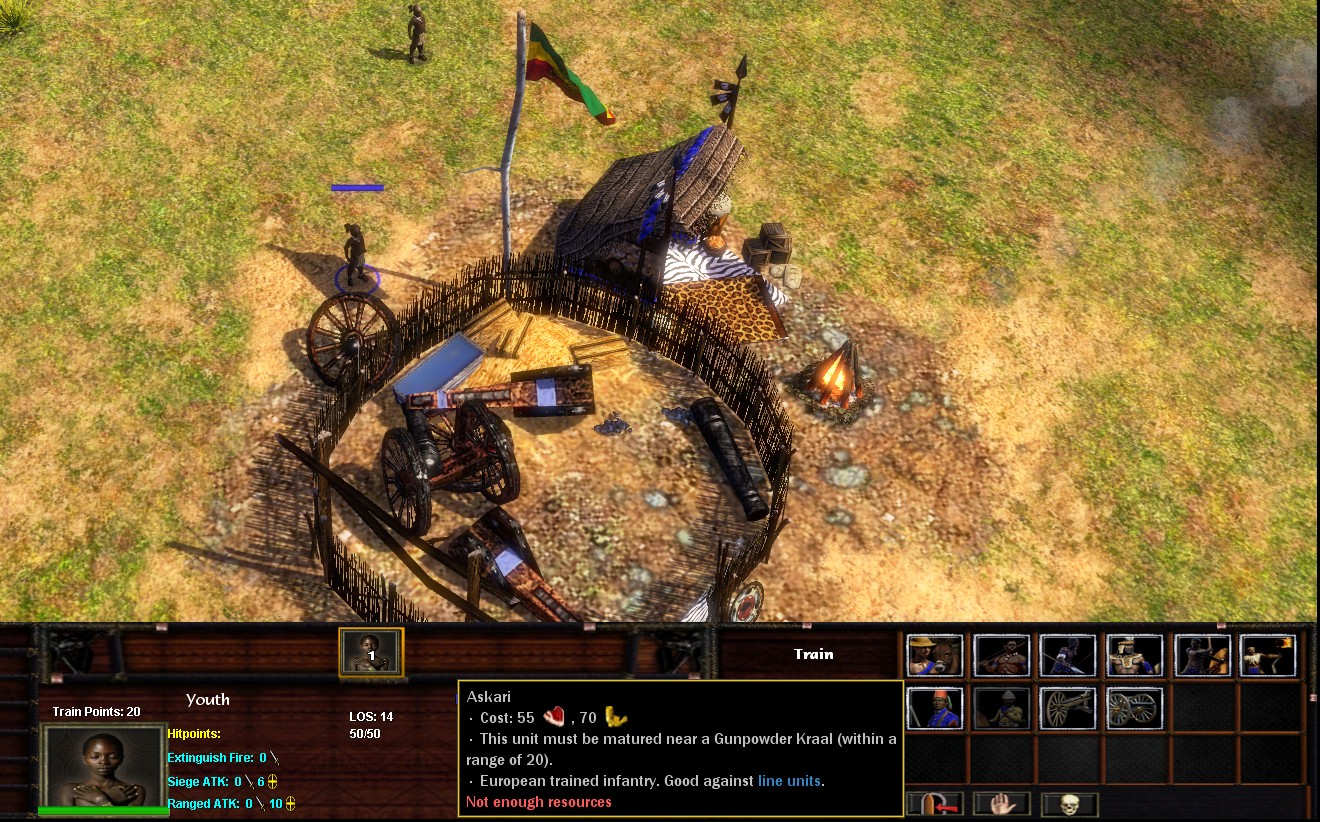 1
Train
Youth
Train Points: 20
LOS: 14
50/50
Hitpoints:
Extinguish Fire: 0
Siege ATK: 0 \ 6
Ranged ATK: 0 \ 10
Askari
· Cost: 55 , 70
· This unit must be matured near a Gunpowder Kraal (within a
range of 20).
· European trained infantry. Good against line units.
Not enough resources